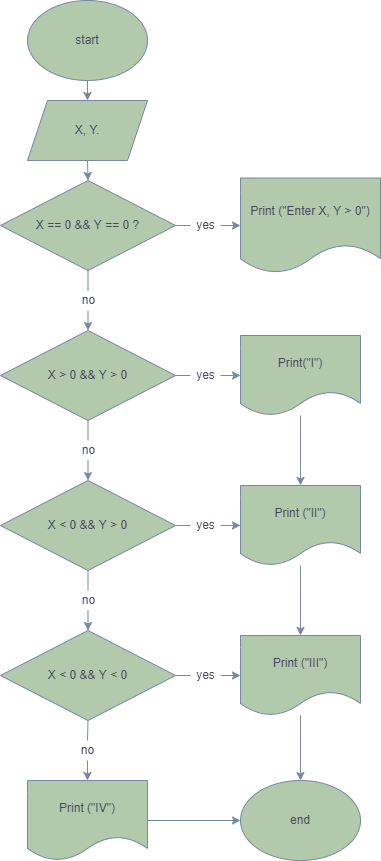 start
X, Y.
X == 0 && Y == 0 ?
yes
Print ("Enter X, Y > 0")
no
X > 0 && Y > 0
yes
Print("I")
no
X < 0 && Y > 0
yes
Print ("II")
no
X < 0 && Y < 0
yes
Print ("III")
no
Print ("IV")
end